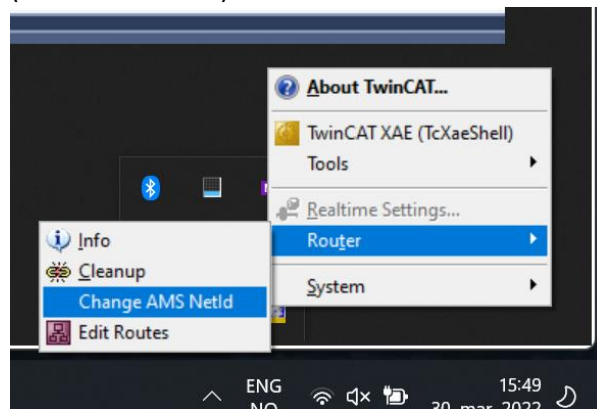 About TwinCAT...
TwinCAT XAE (TcXaeShell)
Tools
Realtime Settings...
Router
System
Info
Cleanup
Change AMS NetId
Edit Routes
ENG
NO
15:49
30. mar. 2022